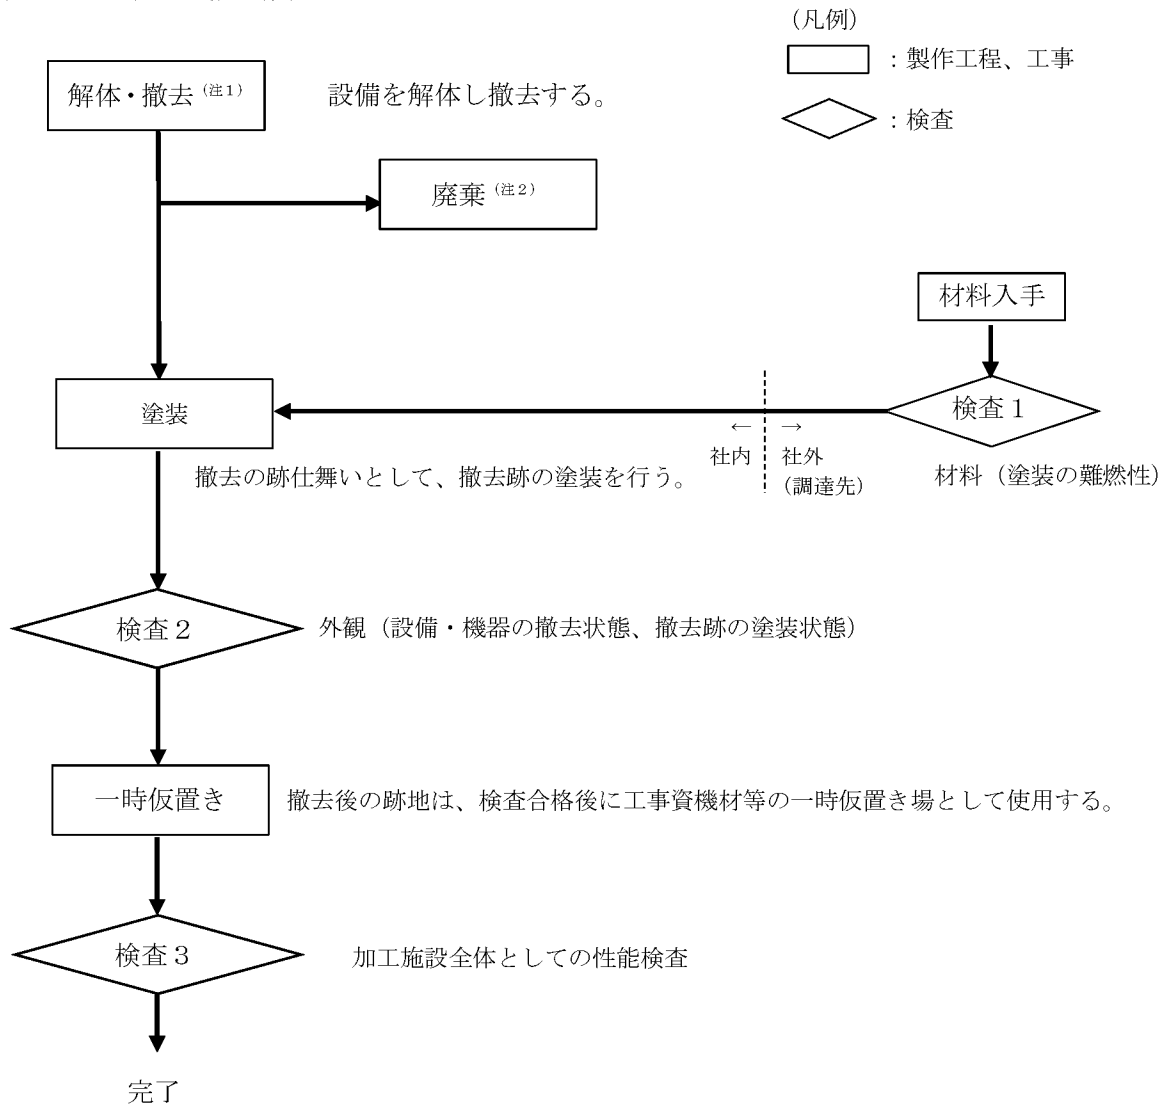 （凡例）
：製作工程、工事
：検査
解体・撤去（注１）
設備を解体し撤去する。
廃棄（注２）
材料入手
検査１
材料（塗装の難燃性）
塗装
← →
社内 社外
（調達先）
撤去の跡仕舞いとして、撤去跡の塗装を行う。
検査２
外観（設備・機器の撤去状態、撤去跡の塗装状態）
一時仮置き
撤去後の跡地は、検査合格後に工事資機材等の一時仮置き場として使用する。
検査３
加工施設全体としての性能検査
完了